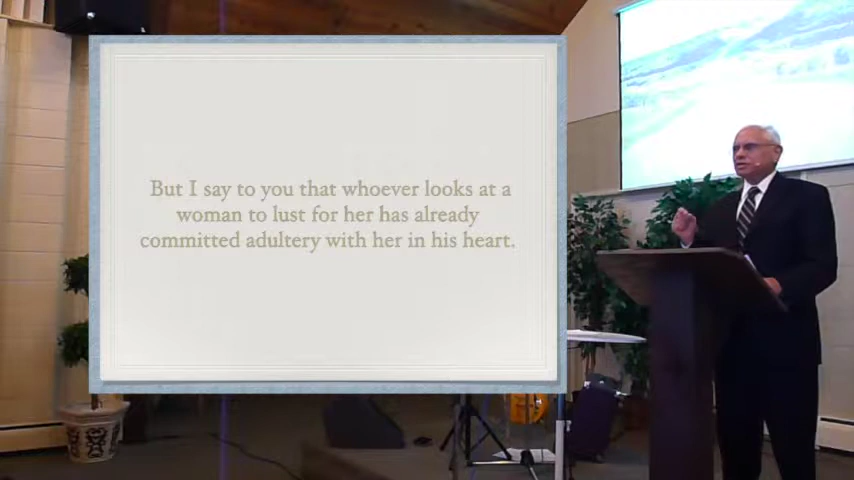 But I say to you that whoever looks at a
woman to lust for her has already
committed adultery with her in his heart.